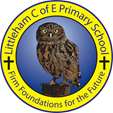 Littleham C of E Primary School
Firm Foundations for the Future